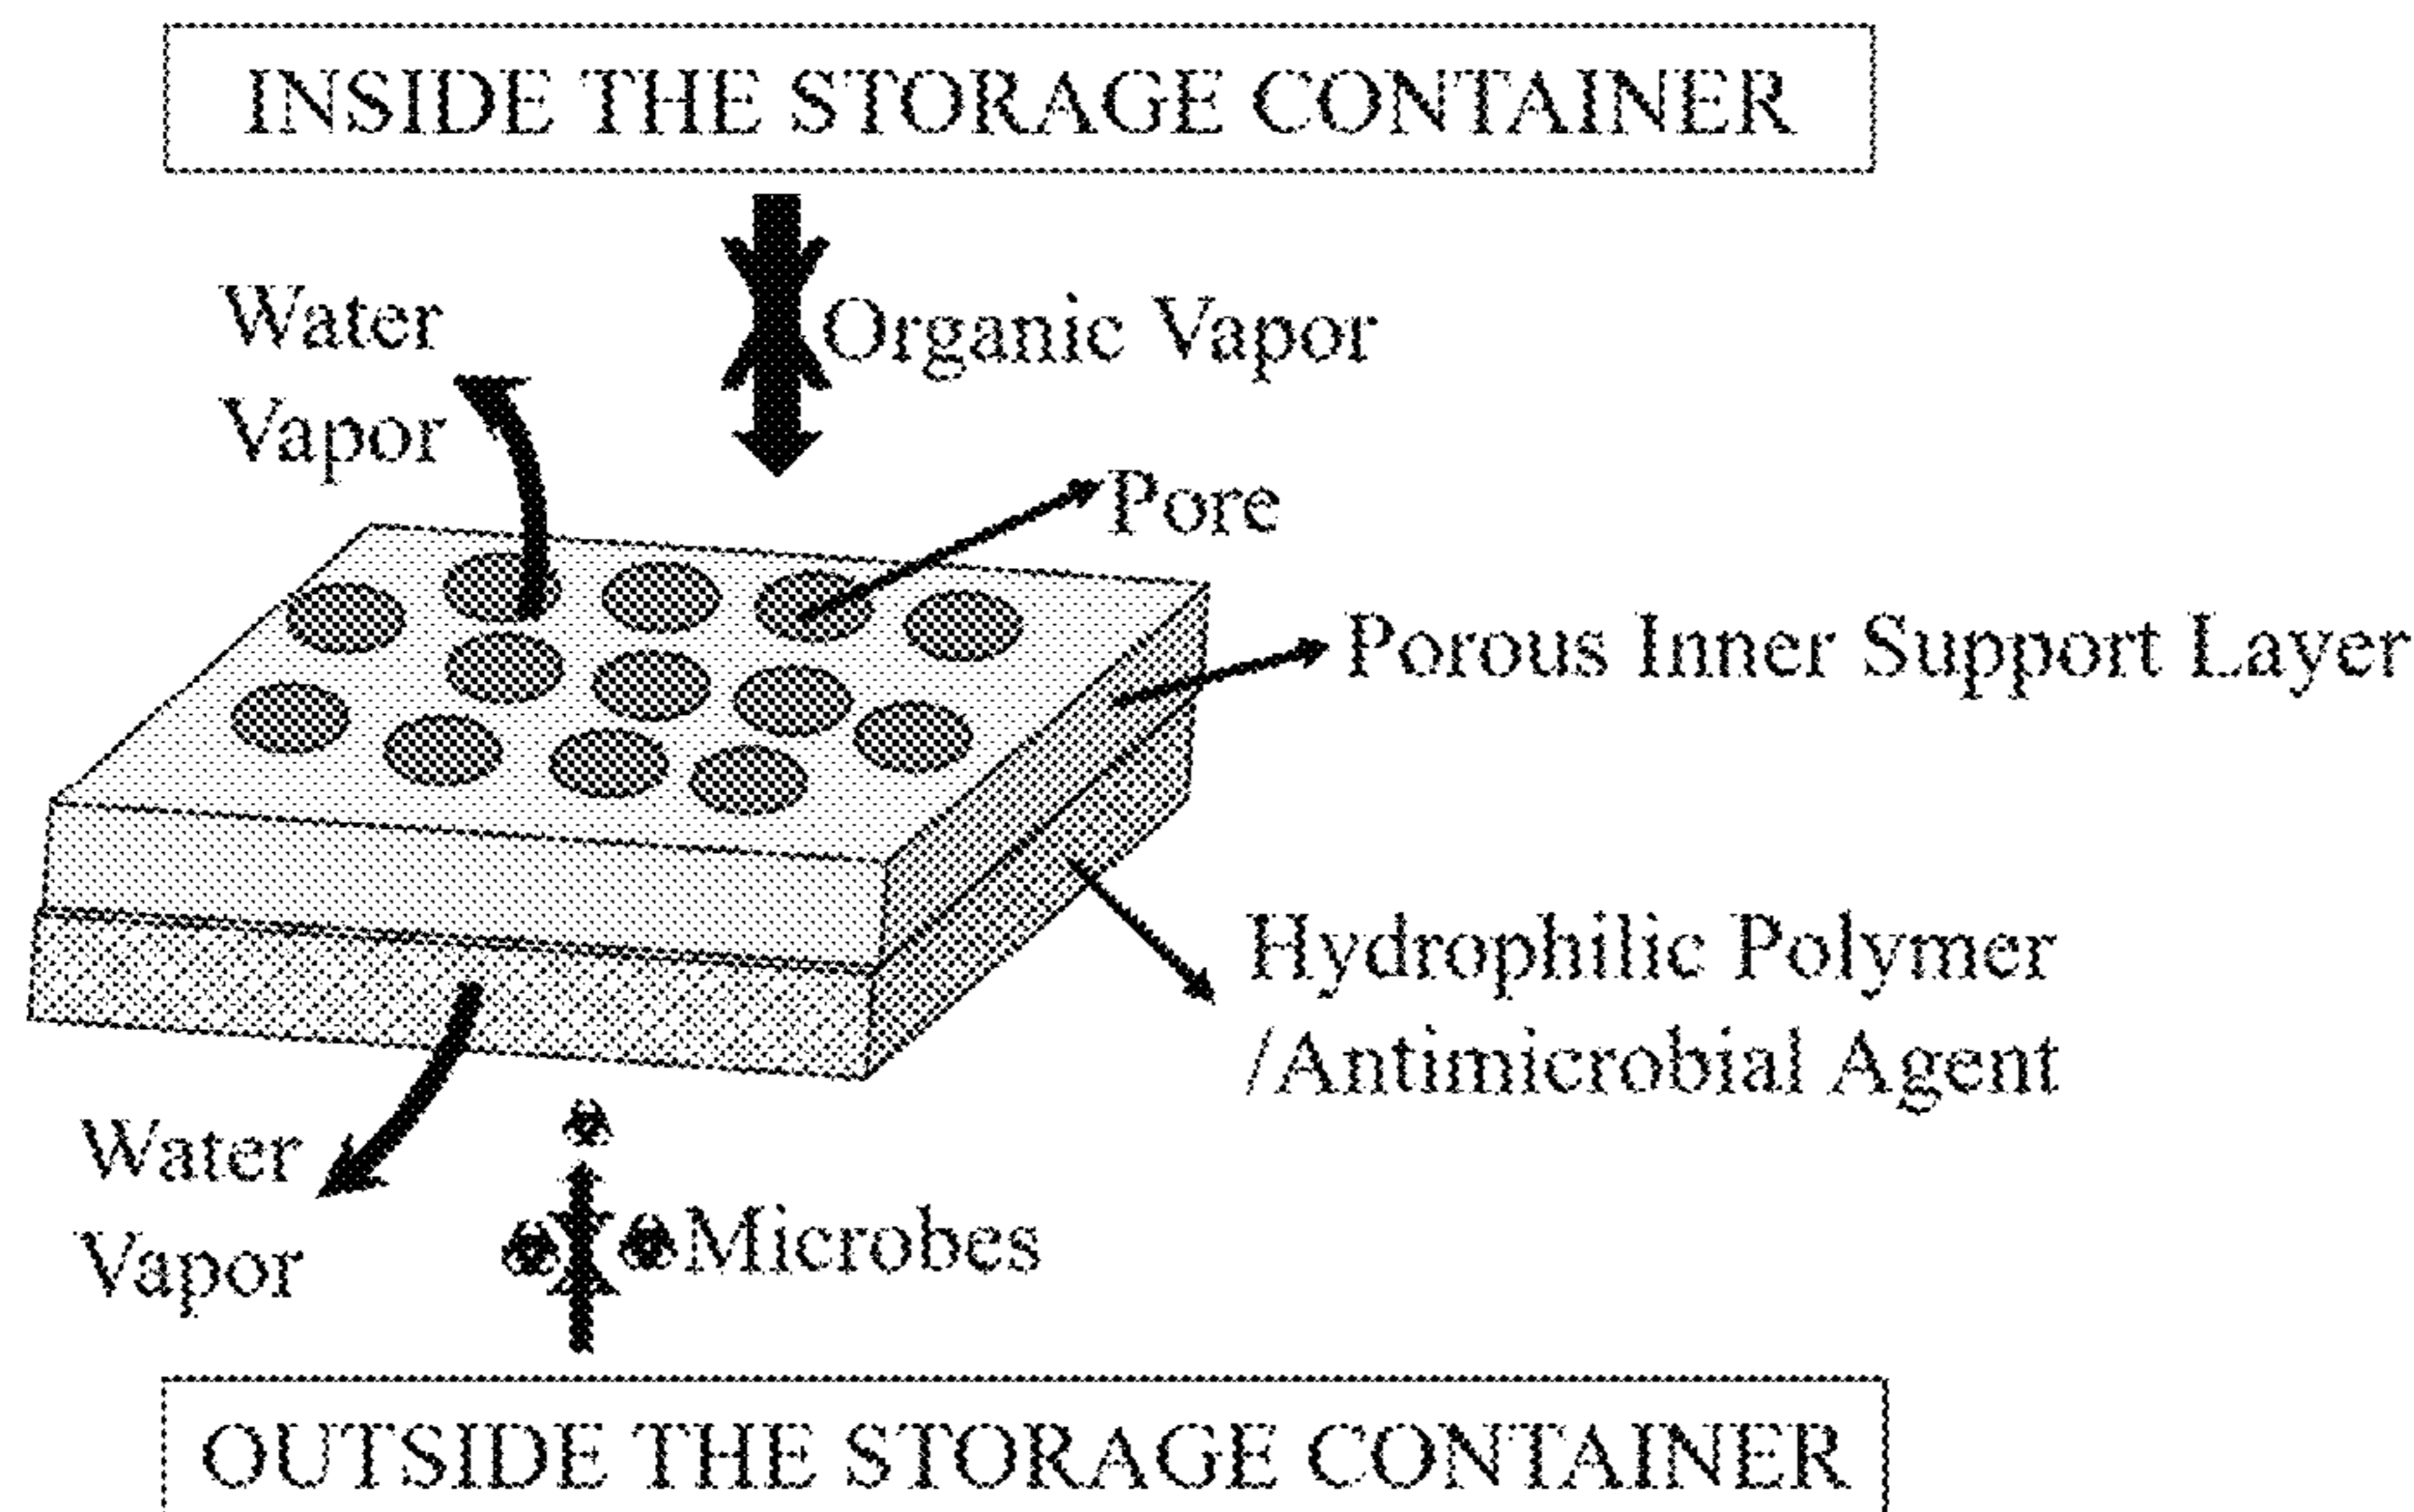 INSIDE THE STORAGE CONTAINER
Water
Vapor
Organic Vapor
Pore
Porous Inner Support Layer
Hydrophilic Polymer
/Antimicrobial Agent
Water
Vapor
Microbes
OUTSIDE THE STORAGE CONTAINER